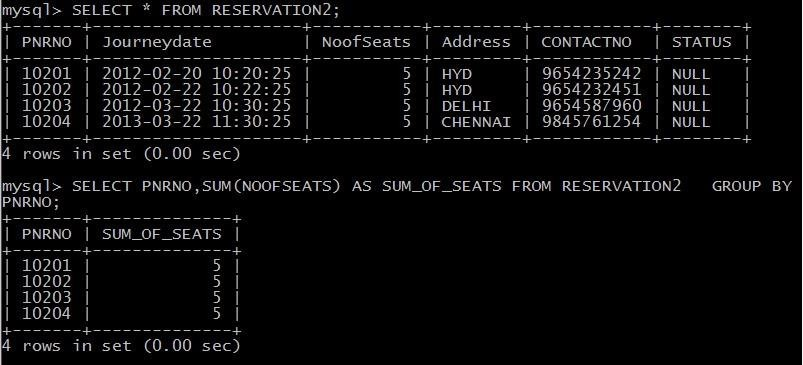 mysql> SELECT * FROM RESERVATION2;
+-------+---------------------+-----------+---------+------------+--------+
| PNRNO | Journeydate         | NoofSeats | Address | CONTACTNO  | STATUS |
+-------+---------------------+-----------+---------+------------+--------+
| 10201 | 2012-02-20 10:20:25 |         5 | HYD     | 9654235242 | NULL   |
| 10202 | 2012-02-22 10:22:25 |         5 | HYD     | 9654232451 | NULL   |
| 10203 | 2012-03-22 10:30:25 |         5 | DELHI   | 9654587960 | NULL   |
| 10204 | 2013-03-22 11:30:25 |         5 | CHENNAI | 9845761254 | NULL   |
+-------+---------------------+-----------+---------+------------+--------+
4 rows in set (0.00 sec)

mysql> SELECT PNRNO,SUM(NOOFSEATS) AS SUM_OF_SEATS FROM RESERVATION2   GROUP BY
PNRNO;
+-------+--------------+
| PNRNO | SUM_OF_SEATS |
+-------+--------------+
| 10201 |            5 |
| 10202 |            5 |
| 10203 |            5 |
| 10204 |            5 |
+-------+--------------+
4 rows in set (0.00 sec)